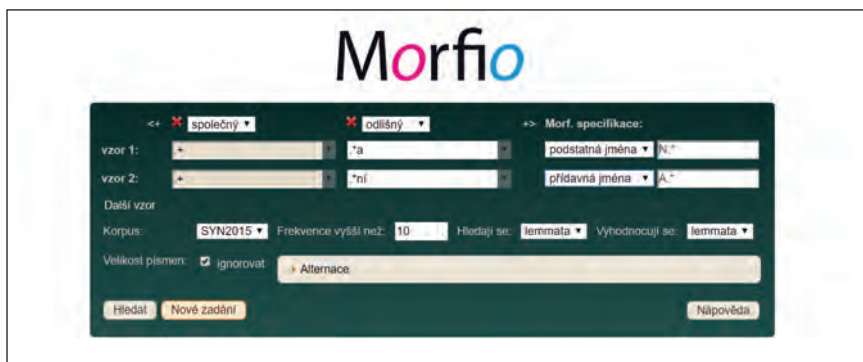 Morfio
<+ společný odlišný +> Morf. specifikace:
vzor 1: .+ .*a podstatná jména N.*
vzor 2: .+ .*ní přídavná jména A.*
Další vzor
Korpus: SYN2015 Frekvence vyšší než: 10 Hledají se: lemmata Vyhodnocují se: lemmata
Velikost písmen: ignorovat Alternace
Hledat Nové zadání Nápověda